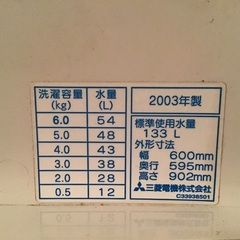 洗濯容量 水量
(kg) (L)
6.0 54
5.0 48
4.0 43
3.0 38
2.0 28
0.5 12
2003年製
標準使用水量
133 L
外形寸法
幅 600mm
奥行 595mm
高さ 902mm
三菱電機株式会社
C33938501